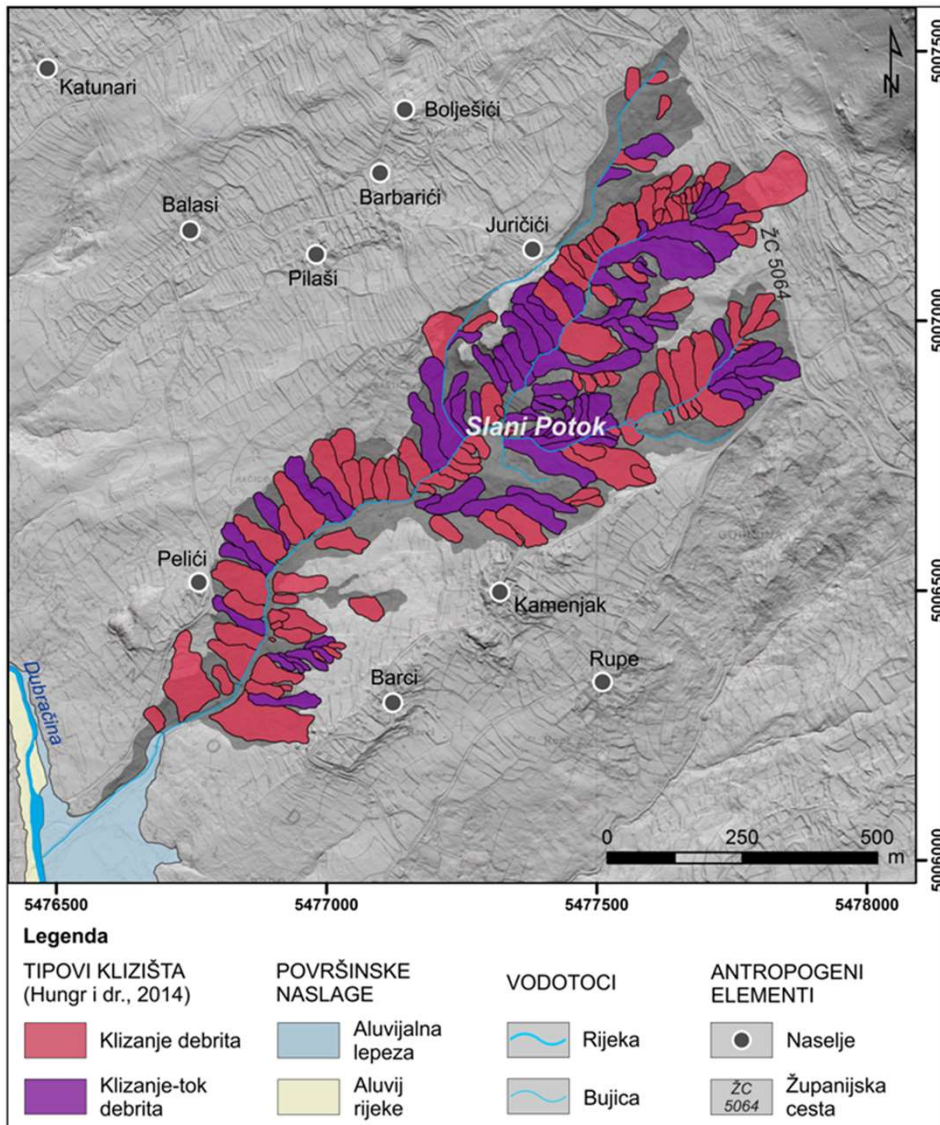 Katunari
Bolješići
Barbarići
Balasi
Pilaši
Juričići
ŽC 5064
Slani Potok
Pelići
Kamenjak
Rupe
Barci
Dubračina
N
0 250 500
m
5007500
5007000
5006500
5006000
5476500 5477000 5477500 5478000
Legenda
TIPOVI KLIZIŠTA
(Hungr i dr., 2014)
Klizanje debrita
Klizanje-tok
debrita
POVRŠINSKE
NASLAGE
Aluvijalna
lepeza
Aluvij
rijeke
VODOTOCI
Rijeka
Bujica
ANTROPOGENI
ELEMENTI
Naselje
ŽC
5064
Županijska
cesta